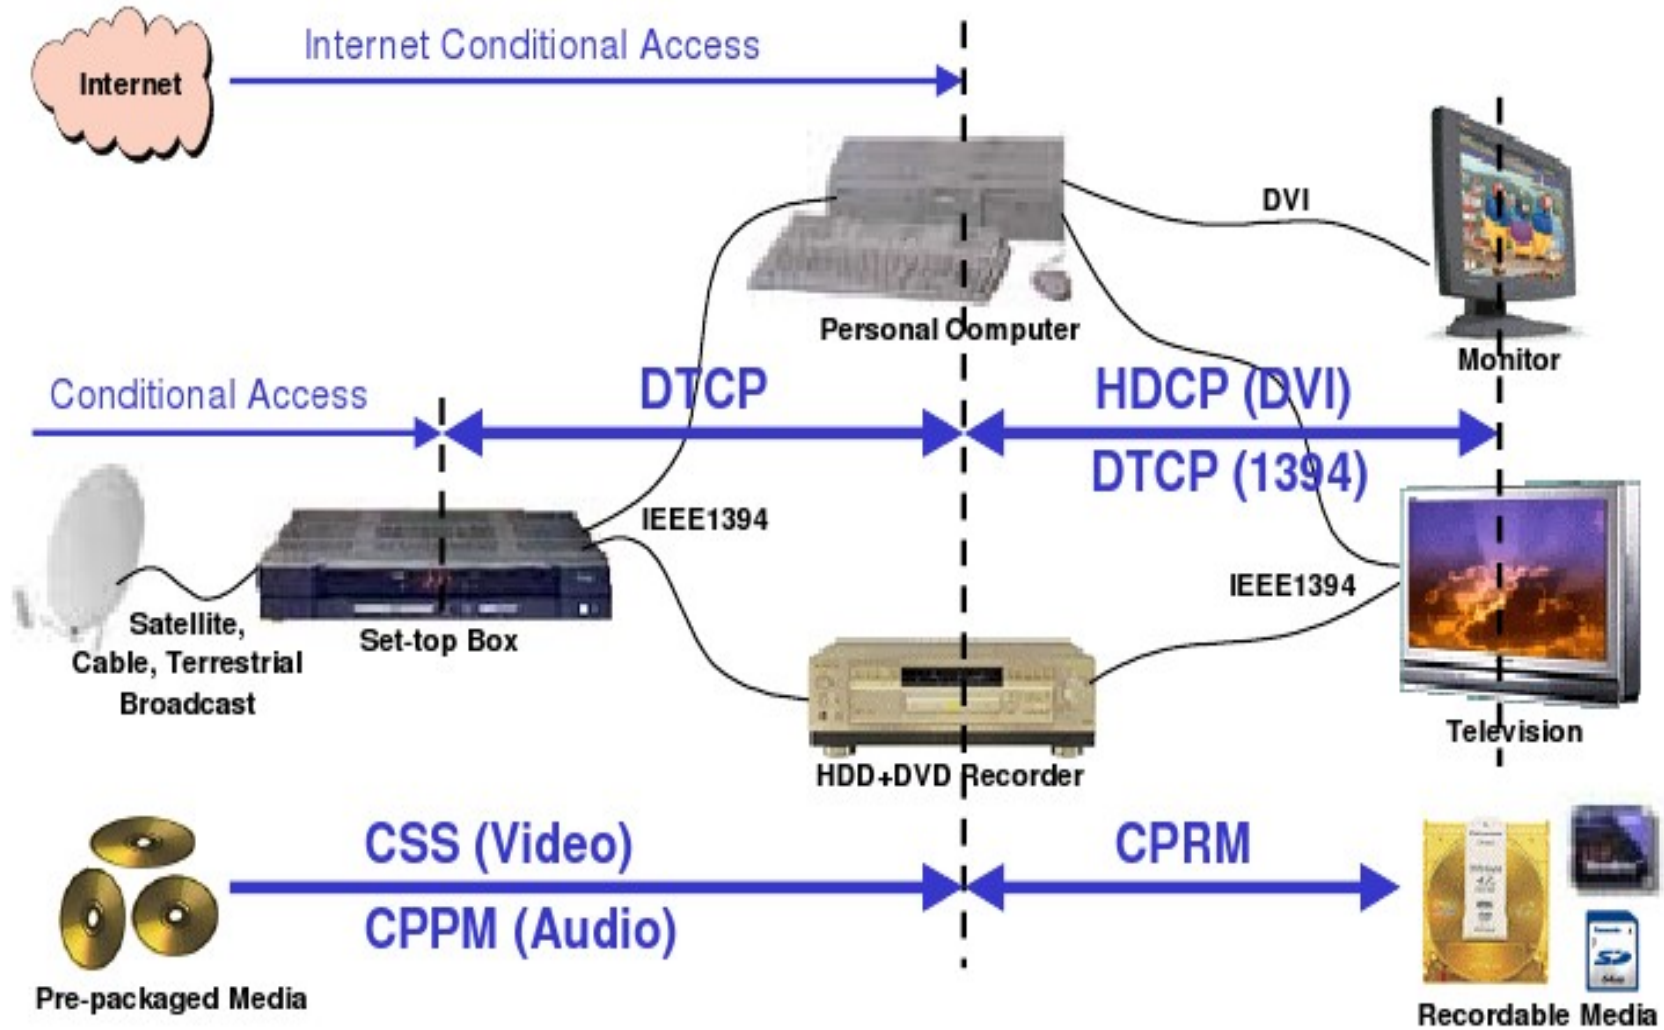 Internet Conditional Access
Internet
DVI
Personal Computer
Monitor
Conditional Access
DTCP
HDCP (DVI)
DTCP (1394)
IEEE1394
IEEE1394
Satellite,
Cable, Terrestrial
Broadcast
Set-top Box
Television
HDD+DVD Recorder
CSS (Video)
CPRM
CPPM (Audio)
Pre-packaged Media
Recordable Media